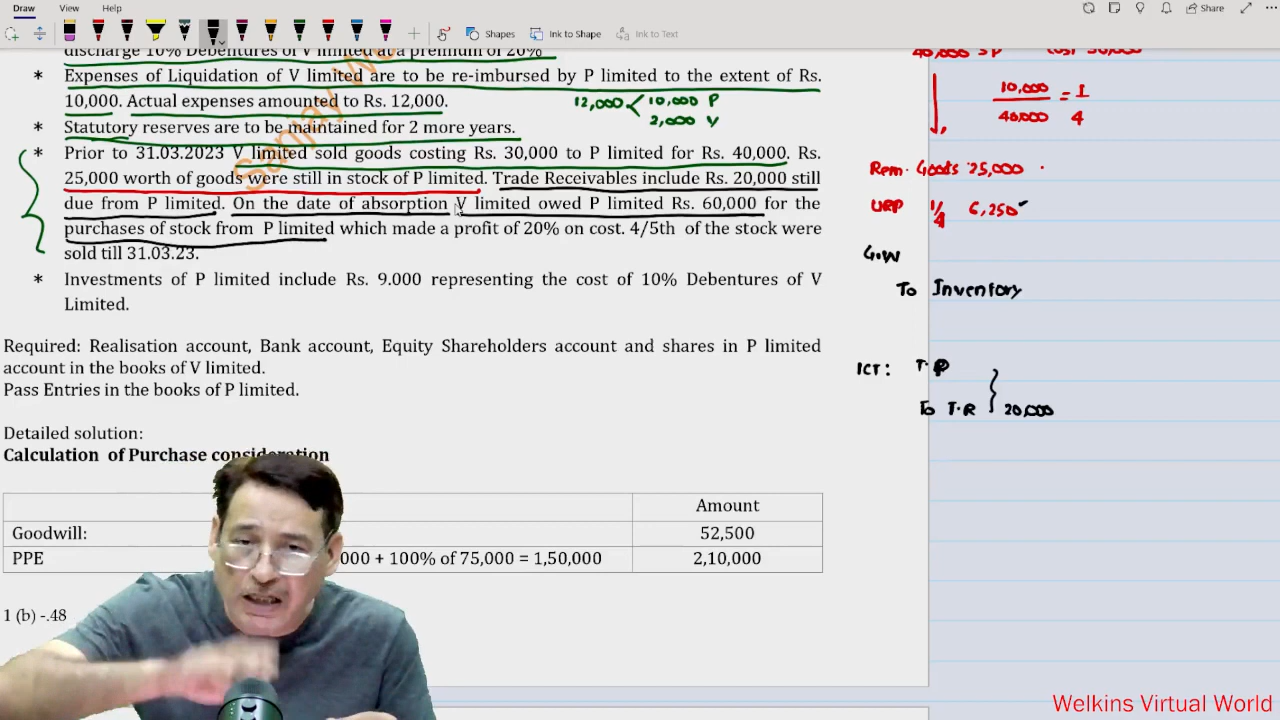 Draw View Help
Share
Shapes Ink to Shape Ink to Text
discharge 10% Debentures of V limited at a premium of 20%
* Expenses of Liquidation of V limited are to be re-imbursed by P limited to the extent of Rs.
10,000. Actual expenses amounted to Rs. 12,000.
12,000 < 10,000 P
2,000 V
* Statutory reserves are to be maintained for 2 more years.
* Prior to 31.03.2023 V limited sold goods costing Rs. 30,000 to P limited for Rs. 40,000. Rs.
25,000 worth of goods were still in stock of P limited. Trade Receivables include Rs. 20,000 still
due from P limited. On the date of absorption V limited owed P limited Rs. 60,000 for the
purchases of stock from P limited which made a profit of 20% on cost. 4/5th of the stock were
sold till 31.03.23.
* Investments of P limited include Rs. 9.000 representing the cost of 10% Debentures of V
Limited.
Required: Realisation account, Bank account, Equity Shareholders account and shares in P limited
account in the books of V limited.
Pass Entries in the books of P limited.
Detailed solution:
Calculation of Purchase consideration
Amount
Goodwill: 52,500
PPE 000 + 100% of 75,000 = 1,50,000 2,10,000
1 (b) -.48
Sanjay
40,000 SP Cost 30,000
10,000
40,000
= 1
4
Rem. Goods 25,000
URP 1/4 6,250
G.W
To Inventory
ICT: T.P
To T.R 20,000
Welkins Virtual World